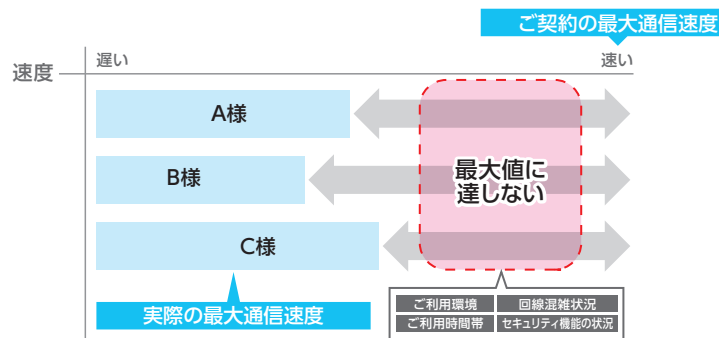 ご契約の最大通信速度
速度
遅い
速い
A様
B様
C様
最大値に
達しない
実際の最大通信速度
ご利用環境
回線混雑状況
ご利用時間帯
セキュリティ機能の状況